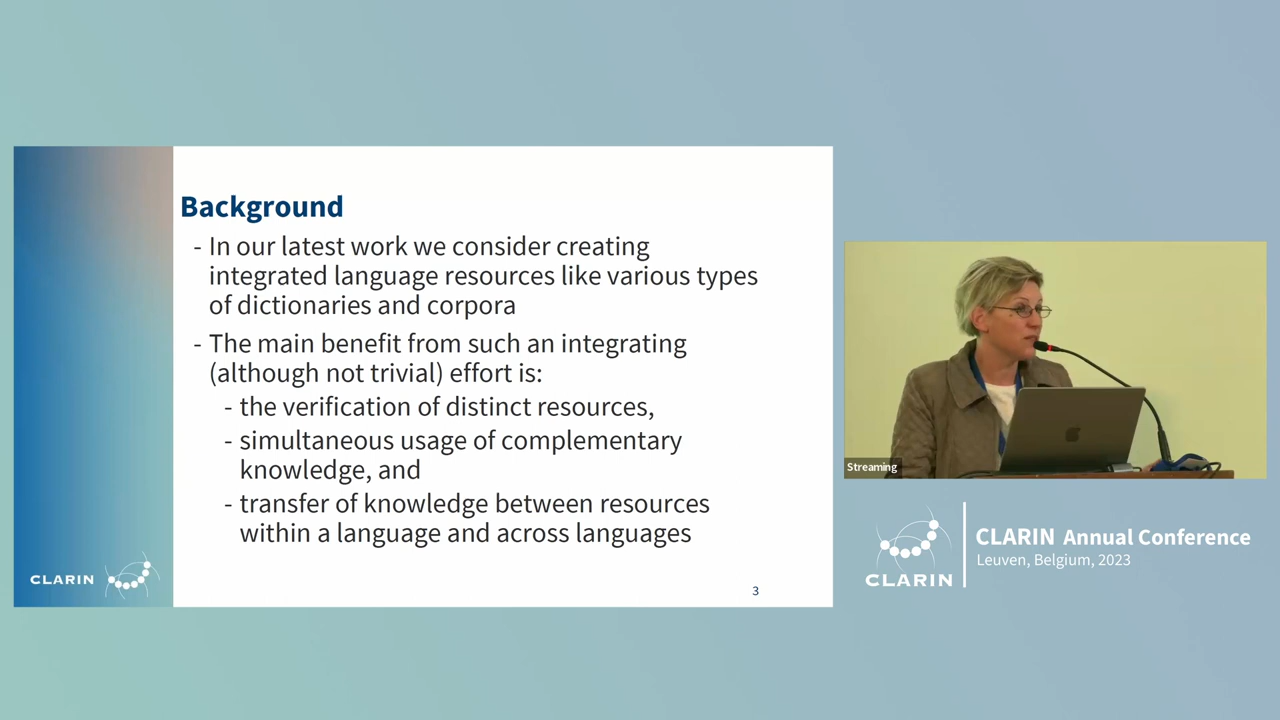 Background
- In our latest work we consider creating
integrated language resources like various types
of dictionaries and corpora
- The main benefit from such an integrating
(although not trivial) effort is:
- the verification of distinct resources,
- simultaneous usage of complementary
knowledge, and
- transfer of knowledge between resources
within a language and across languages
CLARIN
3
Streaming
CLARIN
CLARIN Annual Conference
Leuven, Belgium, 2023